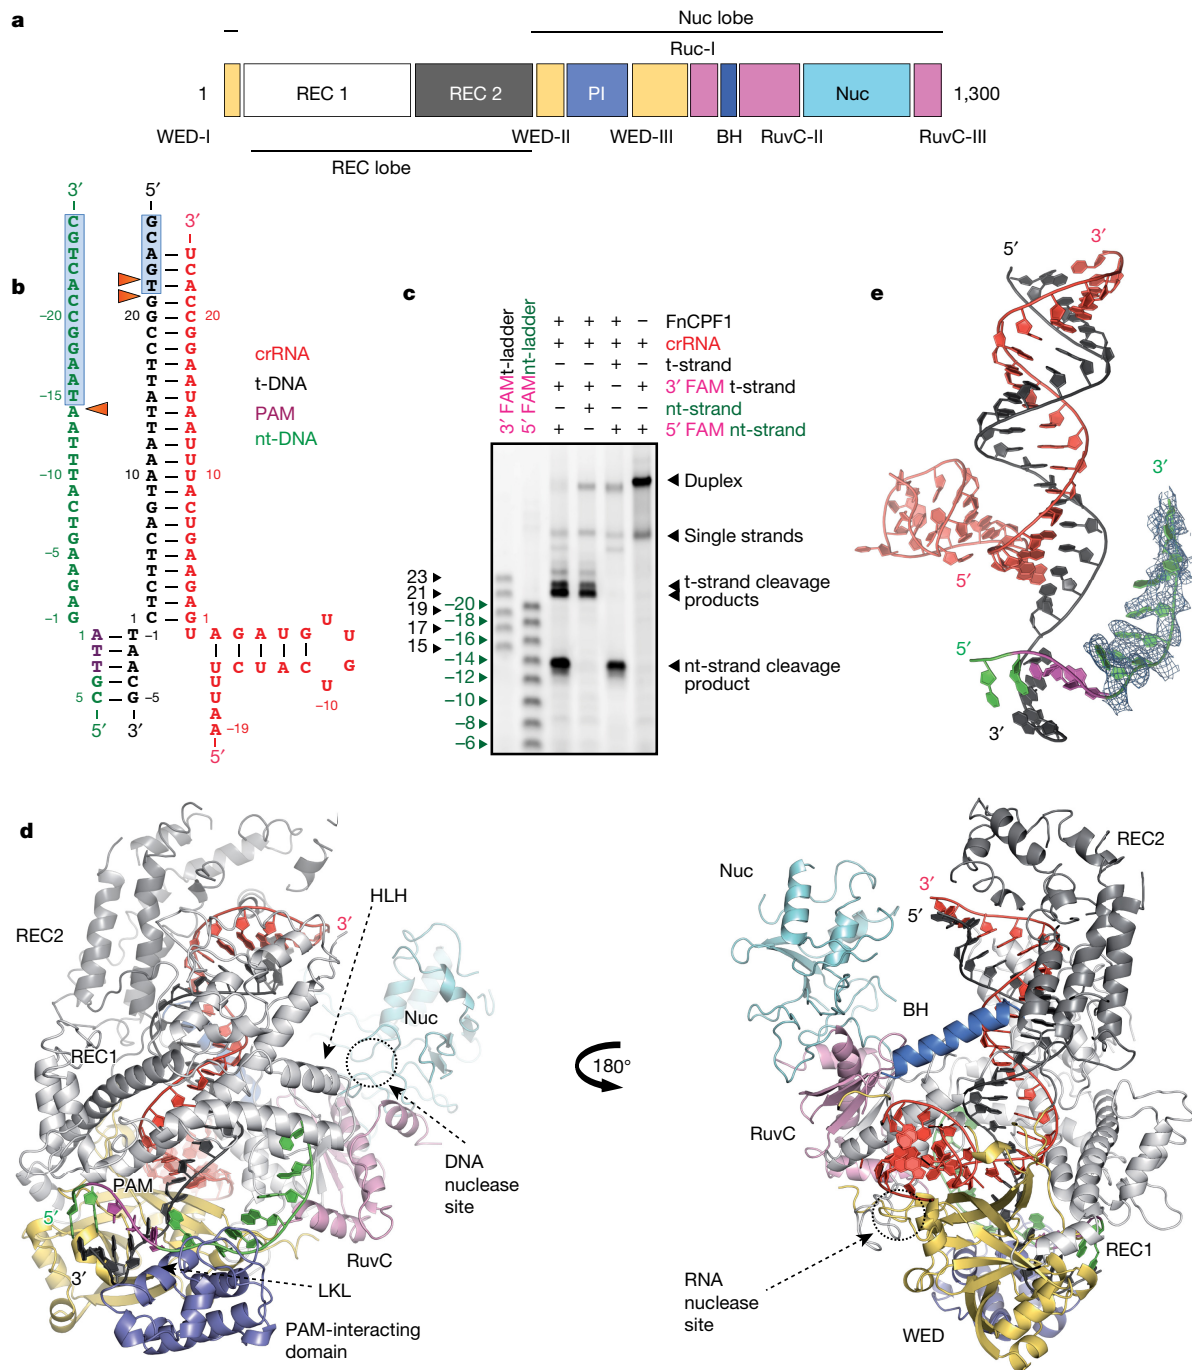 a
Nuc lobe
Ruc-I
1
REC 1
REC 2
PI
Nuc
1,300
WED-I
WED-II
WED-III
BH
RuvC-II
RuvC-III
REC lobe
b
3′
5′
3′
C G T C A C C G G A A T A A T T T A C T G A A G A G
G C A G T G G C C T T A T T A A A T G A C T T C T C
U C A C C G G A A U A A U U U A C U G A A G A G U
–20
–15
–10
–5
–1
20
10
1
20
10
1
crRNA
t-DNA
PAM
nt-DNA
1
A T T G C
5
5′
–1
T A A C G
–5
3′
A G A U G U U G U
U C U A C
–10
U U U A A
–19
5′
c
3′ FAMt-ladder
5′ FAMnt-ladder
+ + + – FnCPF1
+ + + + crRNA
– – + – t-strand
+ + – + 3′ FAM t-strand
– + – – nt-strand
+ – + + 5′ FAM nt-strand
Duplex
Single strands
t-strand cleavage
products
nt-strand cleavage
product
23
21
19
17
15
–20
–18
–16
–14
–12
–10
–8
–6
e
5′
3′
3′
5′
5′
3′
d
REC2
HLH
3′
Nuc
REC1
DNA
nuclease
site
PAM
5′
3′
RuvC
LKL
PAM-interacting
domain
180°
REC2
Nuc
3′
5′
BH
RuvC
REC1
RNA
nuclease
site
WED